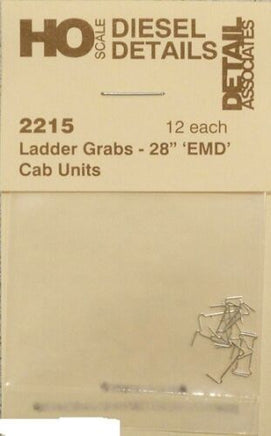 HO SCALE DIESEL DETAILS
DETAIL ASSOCIATES
2215 12 each
Ladder Grabs - 28" 'EMD'
Cab Units